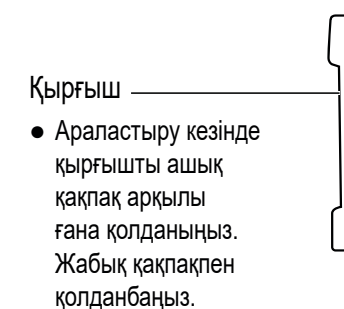 Қырғыш
● Араластыру кезінде
қырғышты ашық
қақпақ арқылы
ғана қолданыңыз.
Жабық қақпақпен
қолданбаңыз.